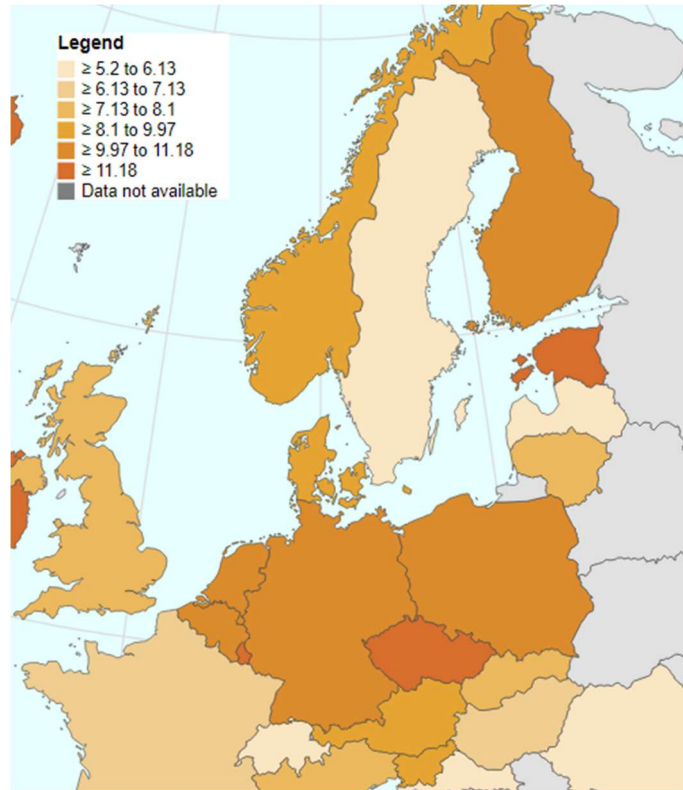 Legend
≥ 5.2 to 6.13
≥ 6.13 to 7.13
≥ 7.13 to 8.1
≥ 8.1 to 9.97
≥ 9.97 to 11.18
≥ 11.18
Data not available